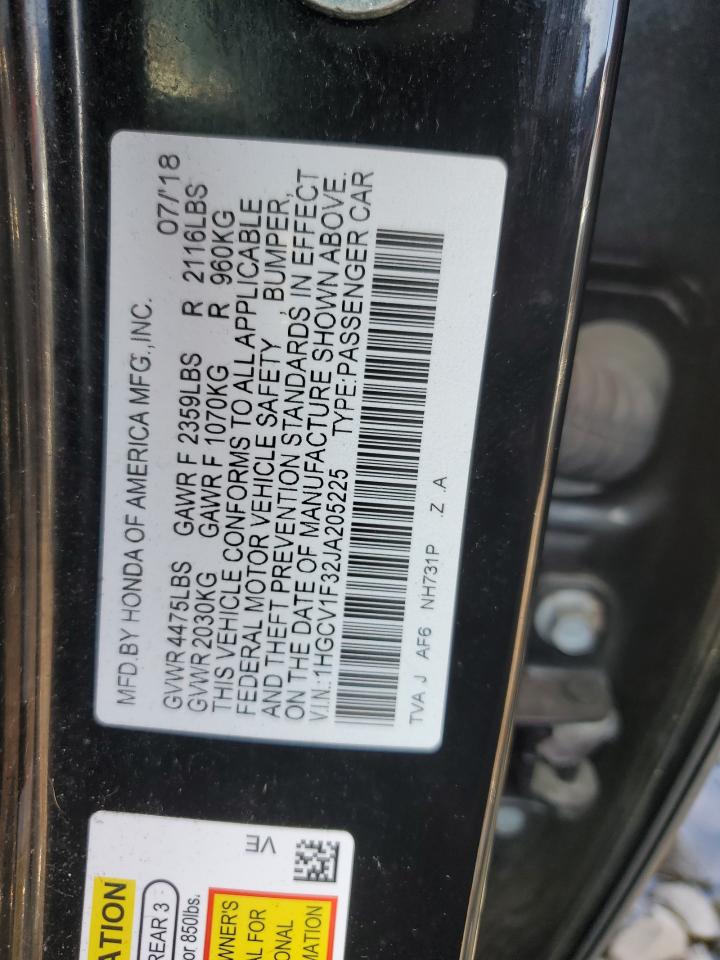 MFD.BY HONDA OF AMERICA MFG., INC. 07/'18
GVWR 4475LBS GAWR F 2359LBS R 2116LBS
GVWR 2030KG GAWR F 1070KG R 960KG
THIS VEHICLE CONFORMS TO ALL APPLICABLE
FEDERAL MOTOR VEHICLE SAFETY, BUMPER,
AND THEFT PREVENTION STANDARDS IN EFFECT
ON THE DATE OF MANUFACTURE SHOWN ABOVE.
V.I.N: 1HGCV1F32JA205225 TYPE:PASSENGER CAR
TVA J AF6 NH731P .Z .A
VE
REAR 3
or 850lbs.